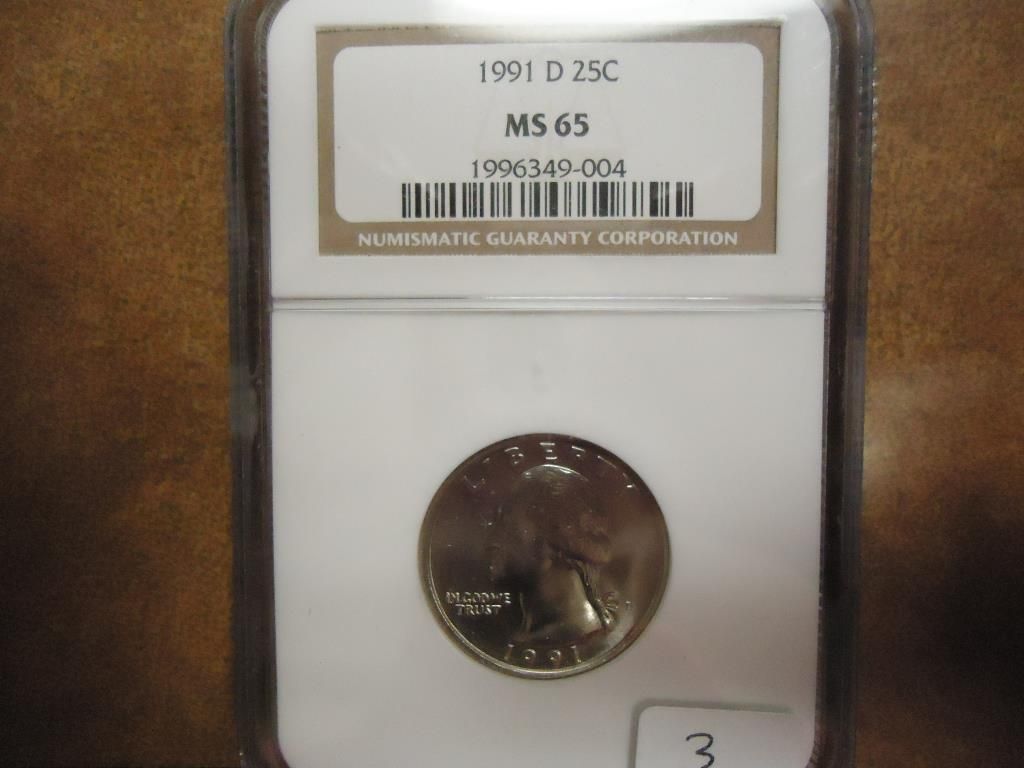 1991 D 25C
MS 65
1996349-004
NUMISMATIC GUARANTY CORPORATION
LIBERTY
IN GOD WE
TRUST
1991
3